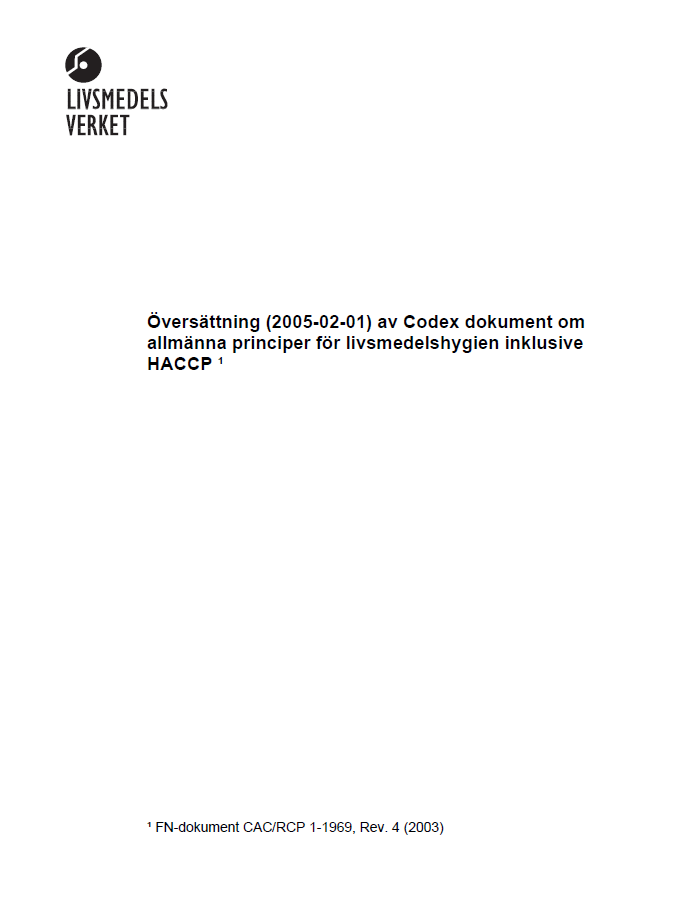 LIVSMEDELS
VERKET
Översättning (2005-02-01) av Codex dokument om
allmänna principer för livsmedelshygien inklusive
HACCP ¹
¹ FN-dokument CAC/RCP 1-1969, Rev. 4 (2003)